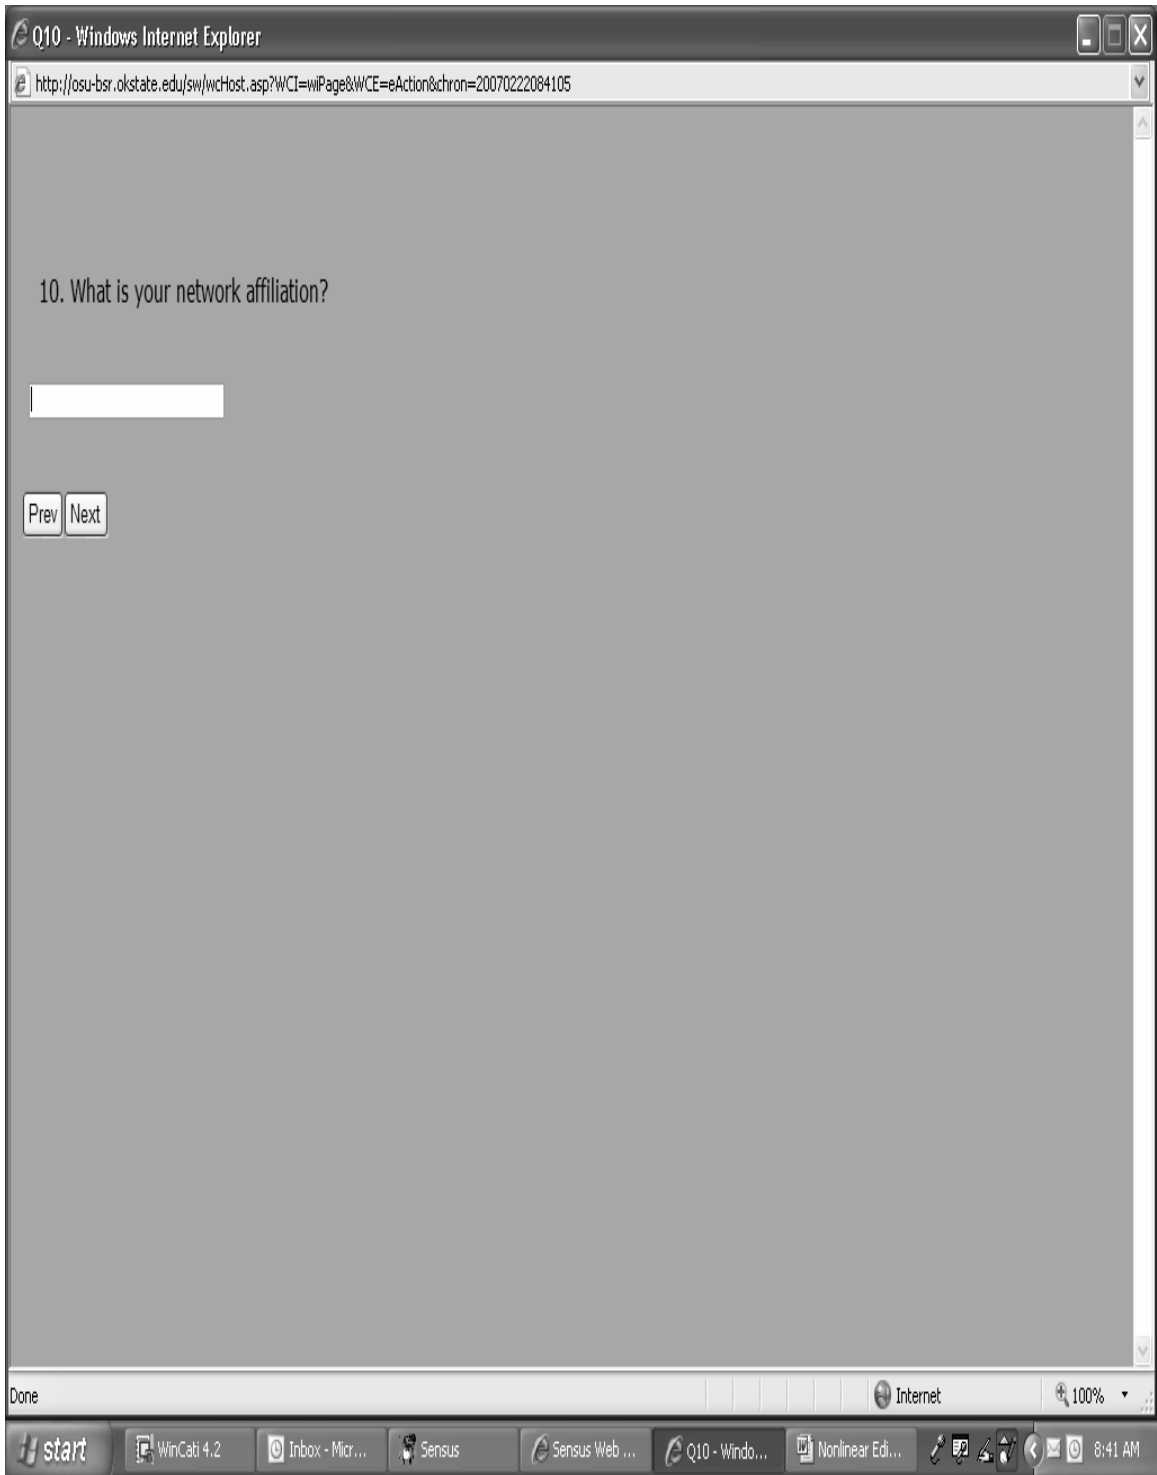 Q10 - Windows Internet Explorer
http://osu-bsr.okstate.edu/sw/wcHost.asp?WCI=wiPage&WCE=eAction&chron=20070222084105
10. What is your network affiliation?
Prev Next
Done Internet 100%
start WinCati 4.2 Inbox - Micr... Sensus Sensus Web ... Q10 - Windo... Nonlinear Edi... 8:41 AM